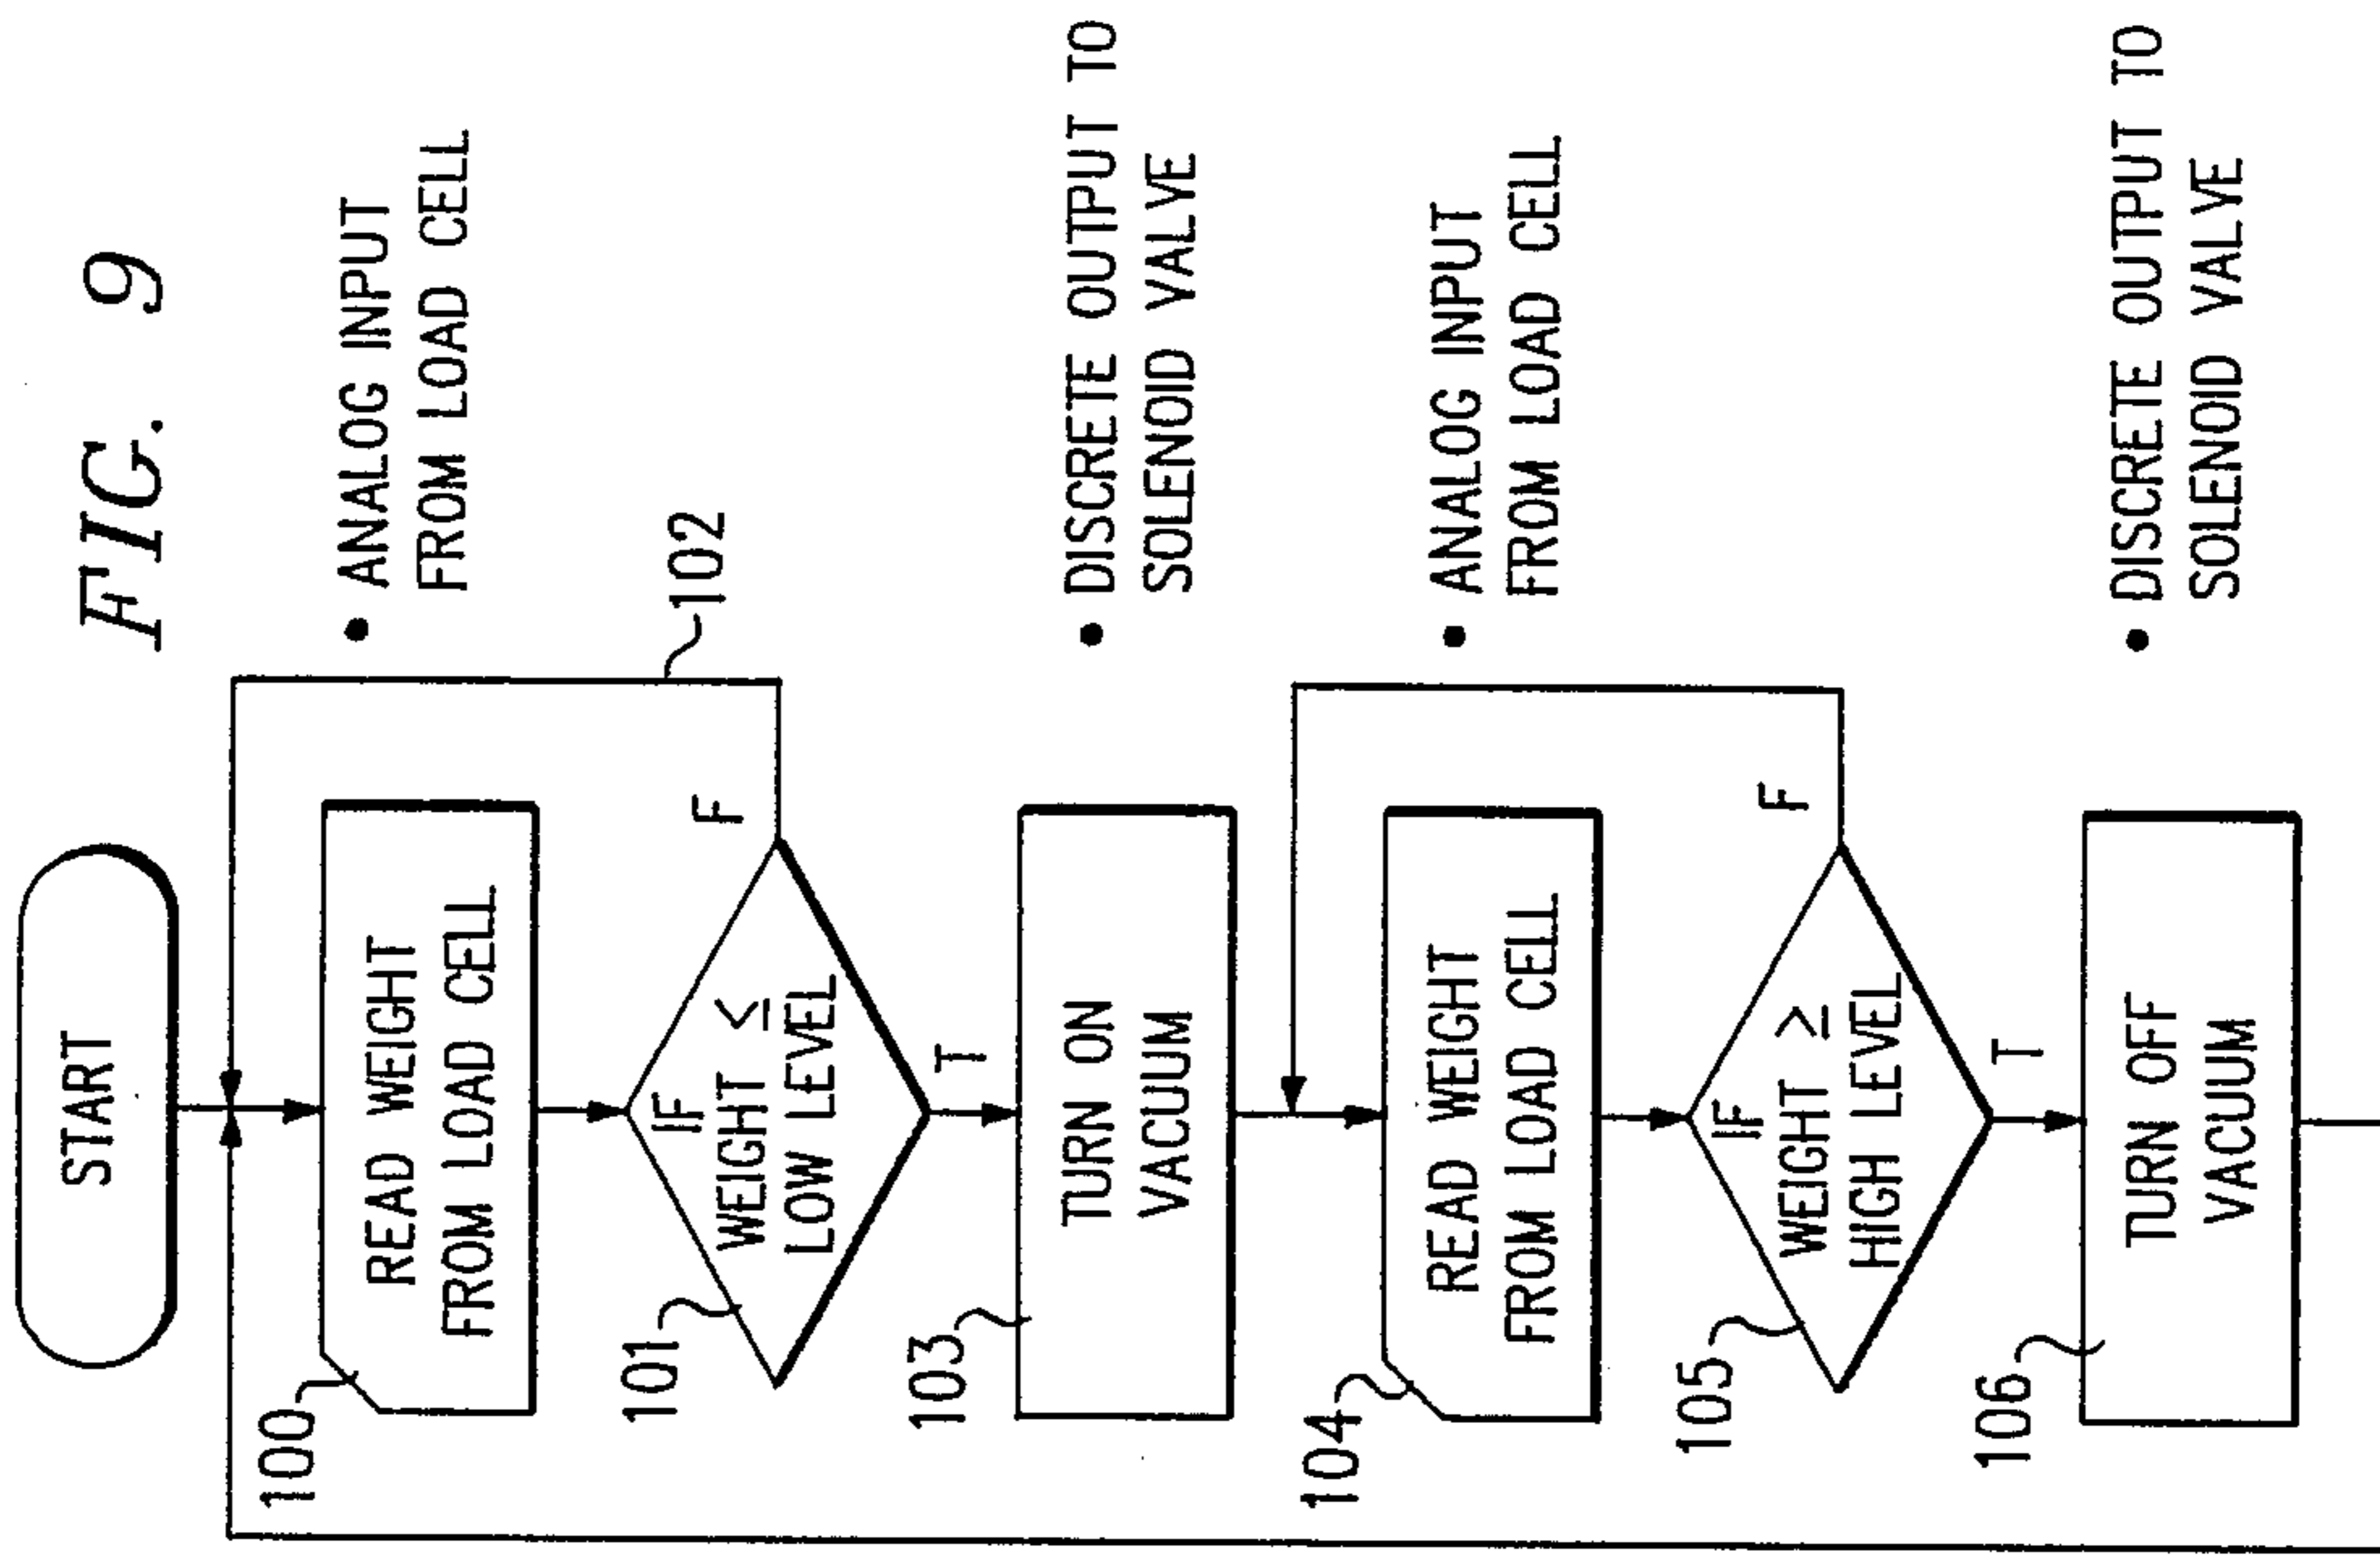 FIG. 9
START
100
READ WEIGHT
FROM LOAD CELL
• ANALOG INPUT
FROM LOAD CELL
101
IF
WEIGHT ≤
LOW LEVEL
F
102
T
103
TURN ON
VACUUM
• DISCRETE OUTPUT TO
SOLENOID VALVE
104
READ WEIGHT
FROM LOAD CELL
• ANALOG INPUT
FROM LOAD CELL
105
IF
WEIGHT ≥
HIGH LEVEL
F
T
106
TURN OFF
VACUUM
• DISCRETE OUTPUT TO
SOLENOID VALVE